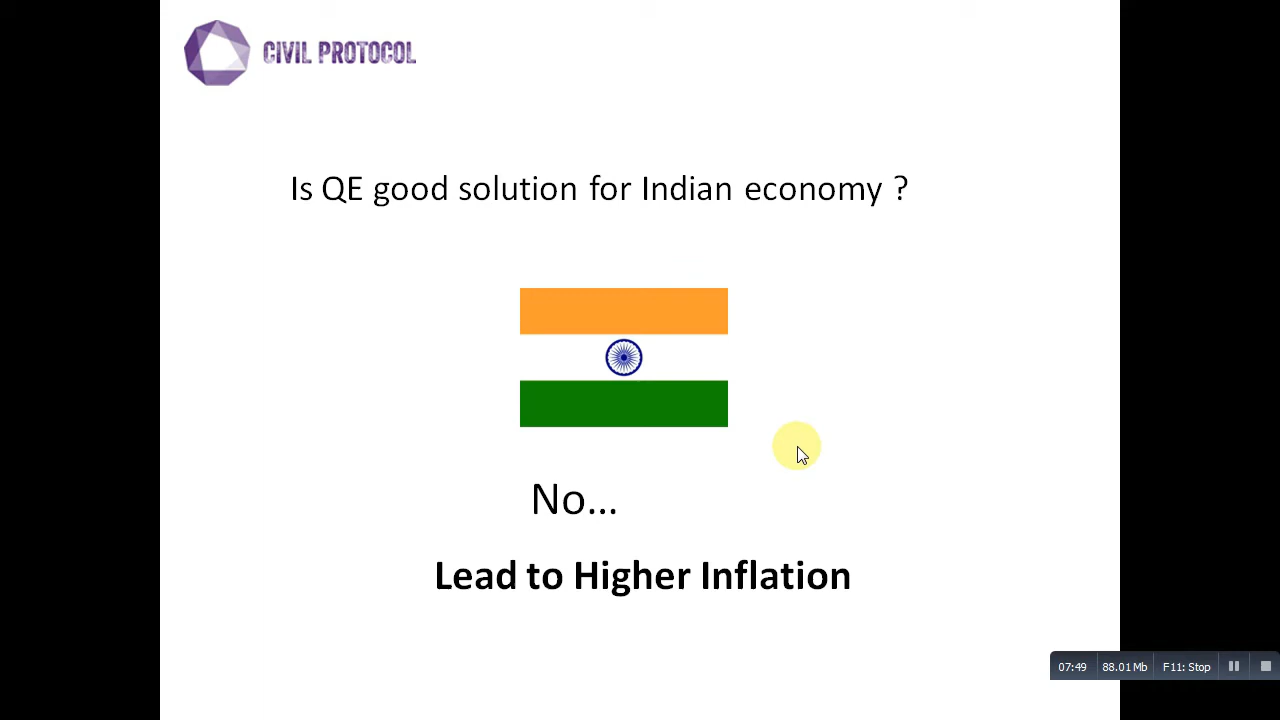 CIVIL PROTOCOL
Is QE good solution for Indian economy ?
No...
Lead to Higher Inflation
07:49 88.01 Mb F11: Stop